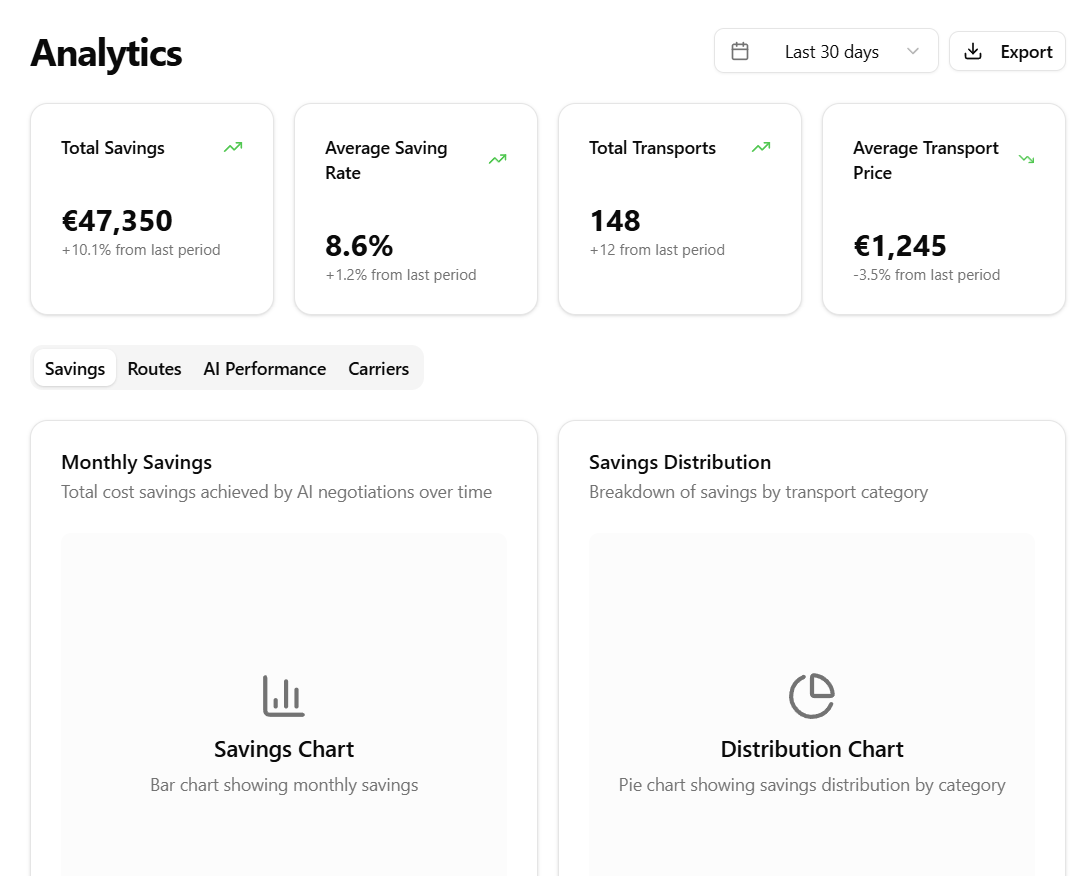 Analytics
Last 30 days
Export
Total Savings
€47,350
+10.1% from last period
Average Saving
Rate
8.6%
+1.2% from last period
Total Transports
148
+12 from last period
Average Transport
Price
€1,245
-3.5% from last period
Savings
Routes
AI Performance
Carriers
Monthly Savings
Total cost savings achieved by AI negotiations over time
Savings Chart
Bar chart showing monthly savings
Savings Distribution
Breakdown of savings by transport category
Distribution Chart
Pie chart showing savings distribution by category